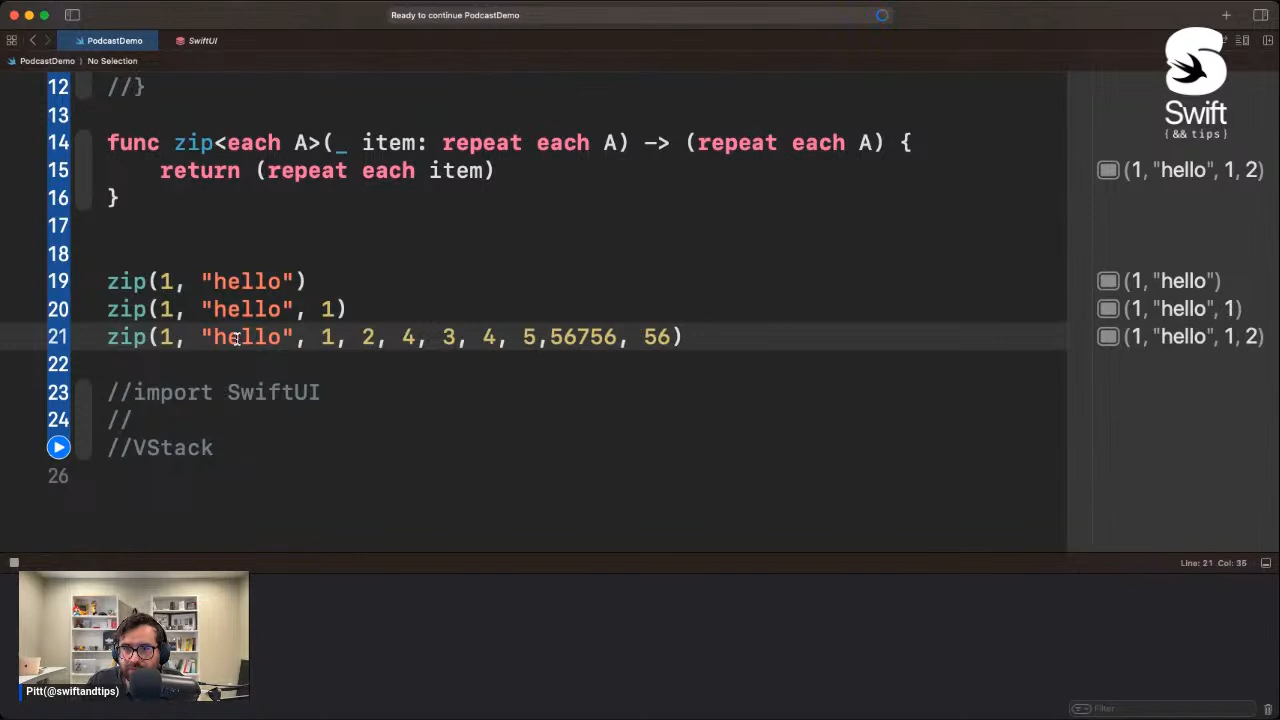 Ready to continue PodcastDemo
PodcastDemo
SwiftUI
PodcastDemo ⟩ No Selection
Swift
{ && tips }
12 //}
13
14 func zip<each A>(_ item: repeat each A) -> (repeat each A) {
15 return (repeat each item)
(1, "hello", 1, 2)
16 }
17
18
19 zip(1, "hello")
(1, "hello")
20 zip(1, "hello", 1)
(1, "hello", 1)
21 zip(1, "hello", 1, 2, 4, 3, 4, 5,56756, 56)
(1, "hello", 1, 2)
22
23 //import SwiftUI
24 //
//VStack
26
Line: 21 Col: 35
Pitt(@swiftandtips)
Filter